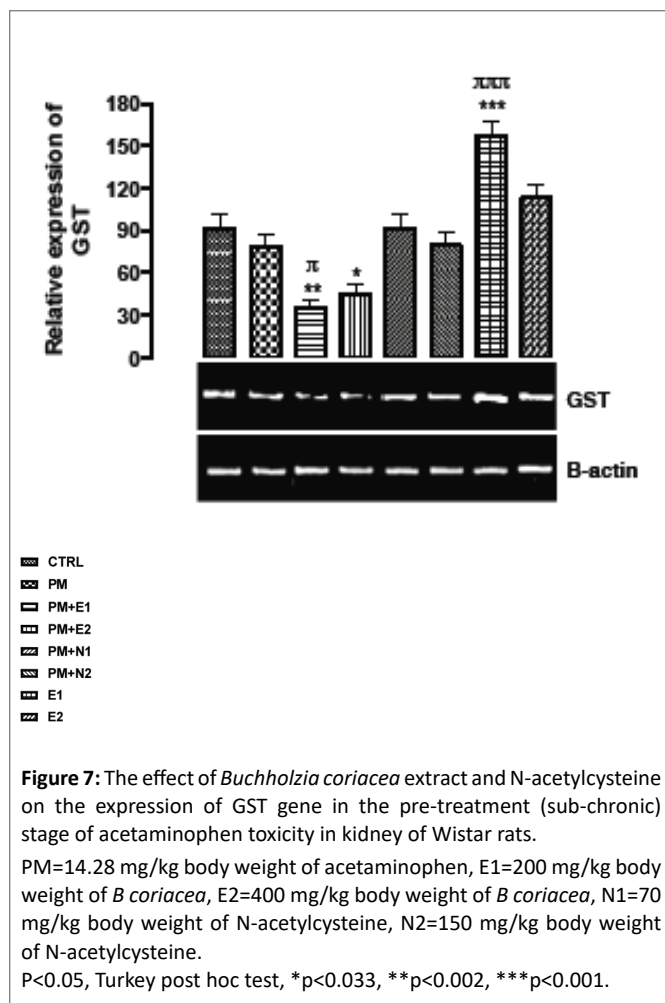 πππ
***
180
150
120
90
60
30
0
Relative expression of
GST
π
**
*
GST
B-actin
CTRL
PM
PM+E1
PM+E2
PM+N1
PM+N2
E1
E2
Figure 7: The effect of Buchholzia coriacea extract and N-acetylcysteine
on the expression of GST gene in the pre-treatment (sub-chronic)
stage of acetaminophen toxicity in kidney of Wistar rats.
PM=14.28 mg/kg body weight of acetaminophen, E1=200 mg/kg body
weight of B coriacea, E2=400 mg/kg body weight of B coriacea, N1=70
mg/kg body weight of N-acetylcysteine, N2=150 mg/kg body weight
of N-acetylcysteine.
P<0.05, Turkey post hoc test, *p<0.033, **p<0.002, ***p<0.001.